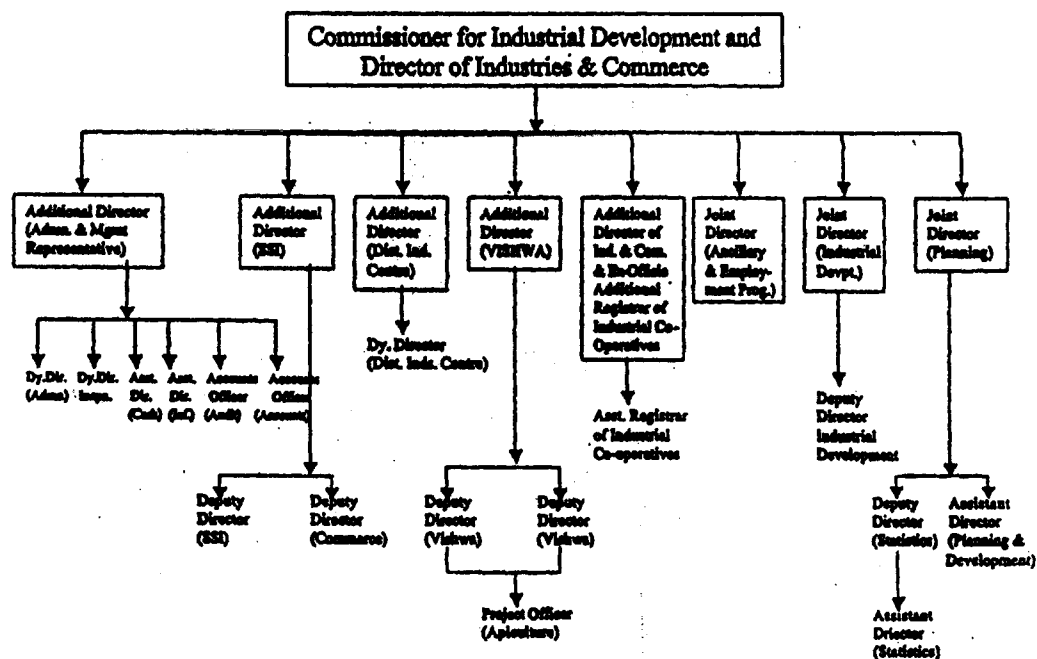 Commissioner for Industrial Development and
Director of Industries & Commerce
Additional Director
(Admn. & Mgmt
Representative)
Additional
Director
(SSI)
Additional
Director
(Dist. Ind.
Centre)
Additional
Director
(VISHWA)
Additional
Director of
Ind. & Com.
& Ex-Officio
Additional
Registrar of
Industrial Co-
Operatives
Joint
Director
(Ancillary
& Employ-
ment Prog.)
Joint
Director
(Industrial
Devpt.)
Joint
Director
(Planning)
Dy. Director
(Dist. Inds. Centre)
Dy.Dir.
(Admn)
Dy.Dir.
Inspn.
Asst.
Dir.
(Cash)
Asst.
Dir.
(Inf.)
Accounts
Officer
(Audit)
Accounts
Officer
(Accounts)
Asst. Registrar
of Industrial
Co-operatives
Deputy
Director
Industrial
Development
Deputy
Director
(SSI)
Deputy
Director
(Commerce)
Deputy
Director
(Vishwa)
Deputy
Director
(Vishwa)
Deputy
Director
(Statistics)
Assistant
Director
(Planning &
Development)
Project Officer
(Apiculture)
Assistant
Driector
(Statistics)